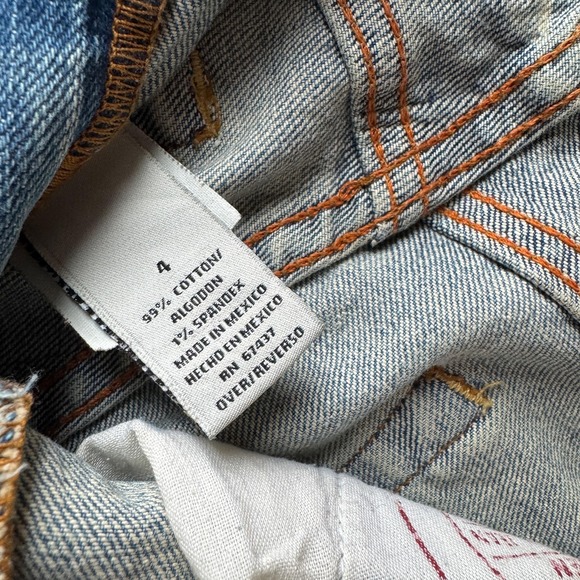 4
99% COTTON/
ALGODON
1% SPANDEX
MADE IN MEXICO
HECHO EN MEXICO
RN 67437
OVER/REVERSO